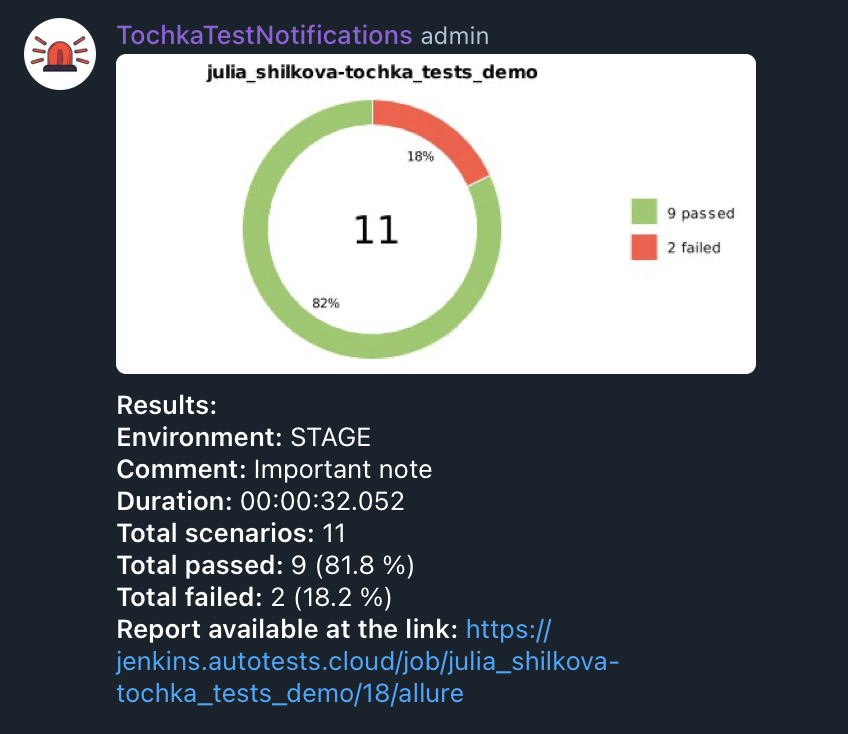 TochkaTestNotifications admin
julia_shilkova-tochka_tests_demo
18%
11
82%
9 passed
2 failed
Results:
Environment: STAGE
Comment: Important note
Duration: 00:00:32.052
Total scenarios: 11
Total passed: 9 (81.8 %)
Total failed: 2 (18.2 %)
Report available at the link: https://
jenkins.autotests.cloud/job/julia_shilkova-
tochka_tests_demo/18/allure